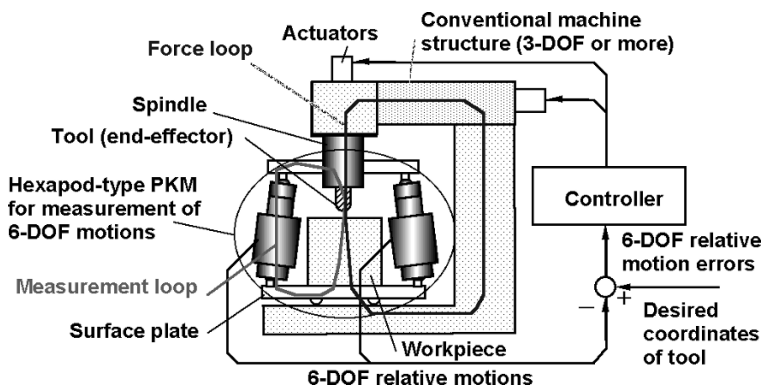 Conventional machine
structure (3-DOF or more)
Actuators
Force loop
Spindle
Tool (end-effector)
Hexapod-type PKM
for measurement of
6-DOF motions
Controller
6-DOF relative
motion errors
Measurement loop
− +
Desired
coordinates
of tool
Surface plate
Workpiece
6-DOF relative motions